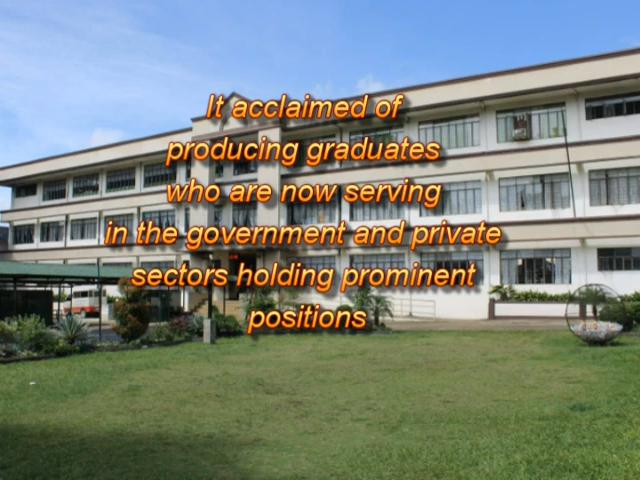 It acclaimed of
producing graduates
who are now serving
in the government and private
sectors holding prominent
positions